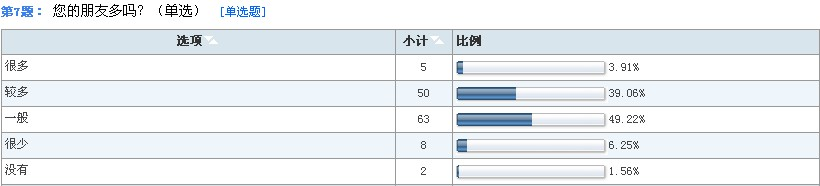 第7题： 您的朋友多吗？（单选） [单选题]
选项 小计 比例
很多 5 3.91%
较多 50 39.06%
一般 63 49.22%
很少 8 6.25%
没有 2 1.56%